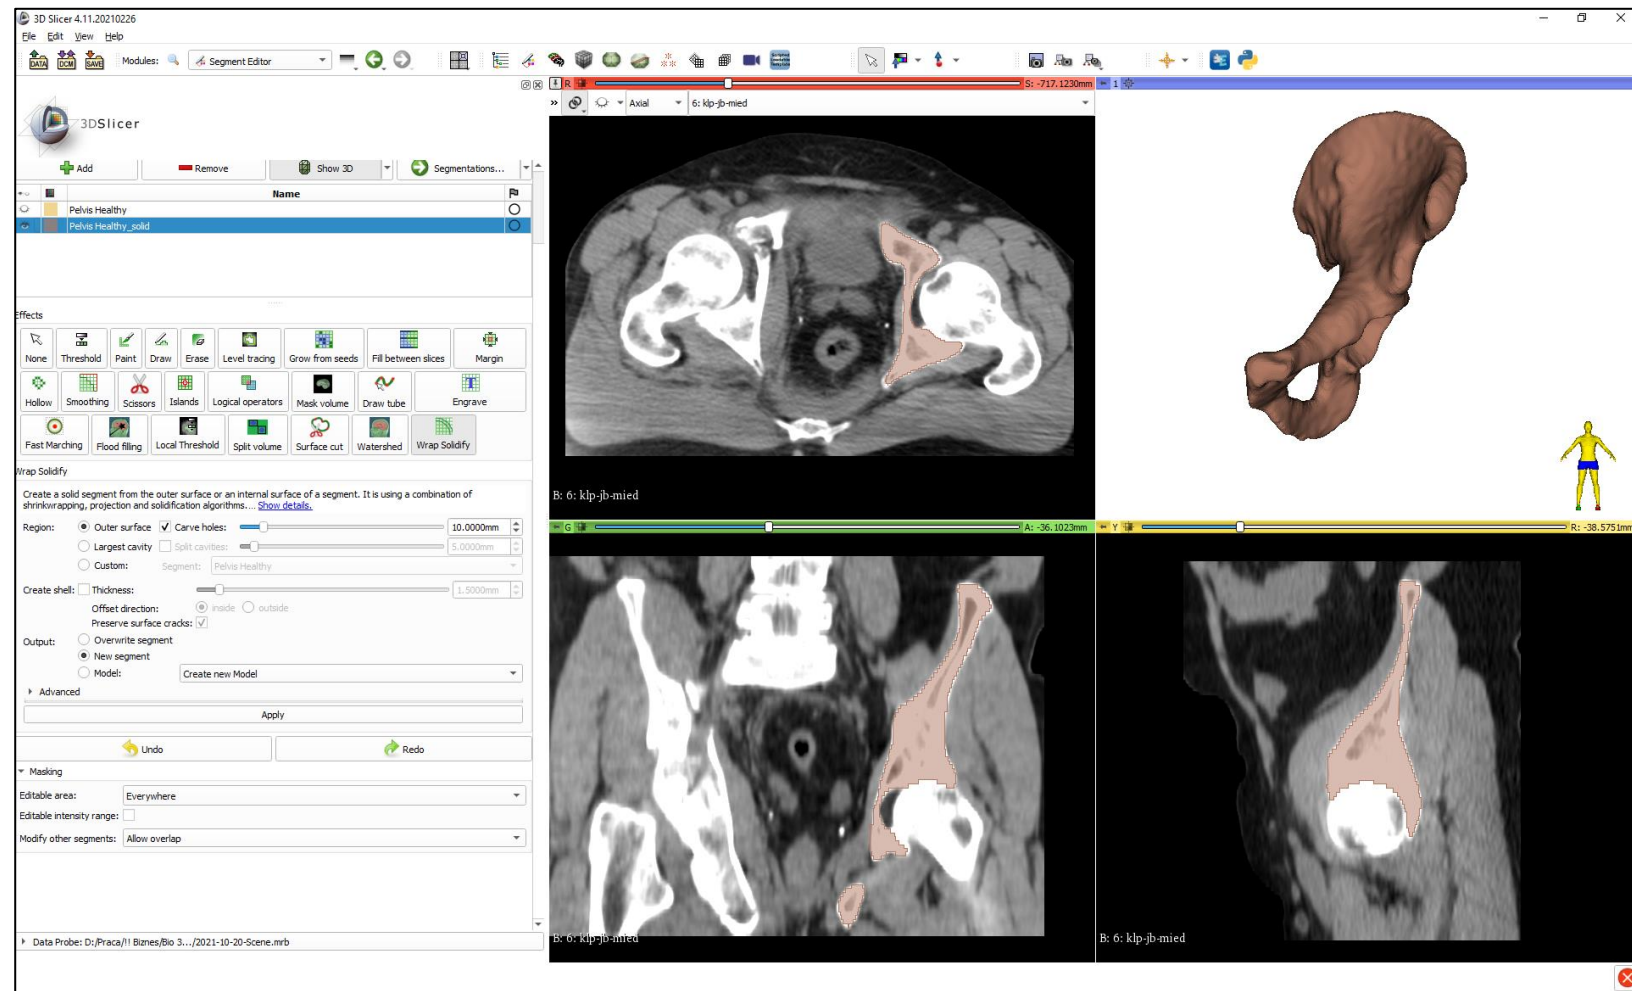 3D Slicer 4.11.20210226
File Edit View Help
DATA DCM SAVE Modules: Segment Editor
3DSlicer
Add Remove Show 3D Segmentations...
Name
Pelvis Healthy
Pelvis Healthy_solid
Effects
None Threshold Paint Draw Erase Level tracing Grow from seeds Fill between slices Margin
Hollow Smoothing Scissors Islands Logical operators Mask volume Draw tube Engrave
Fast Marching Flood filling Local Threshold Split volume Surface cut Watershed Wrap Solidify
Wrap Solidify
Create a solid segment from the outer surface or an internal surface of a segment. It is using a combination of
shrinkwrapping, projection and solidification algorithms.... Show details.
Region: Outer surface Carve holes: 10.0000mm
Largest cavity Split cavities: 5.0000mm
Custom: Segment: Pelvis Healthy
Create shell: Thickness: 1.5000mm
Offset direction: inside outside
Preserve surface cracks:
Output: Overwrite segment
New segment
Model: Create new Model
Advanced
Apply
Undo Redo
Masking
Editable area: Everywhere
Editable intensity range:
Modify other segments: Allow overlap
Data Probe: D:/Praca/!! Biznes/Bio 3.../2021-10-20-Scene.mrb
R S: -717.1230mm
Axial 6: klp-jb-mied
B: 6: klp-jb-mied
1
G A: -36.1023mm
B: 6: klp-jb-mied
Y R: -38.5751mm
B: 6: klp-jb-mied